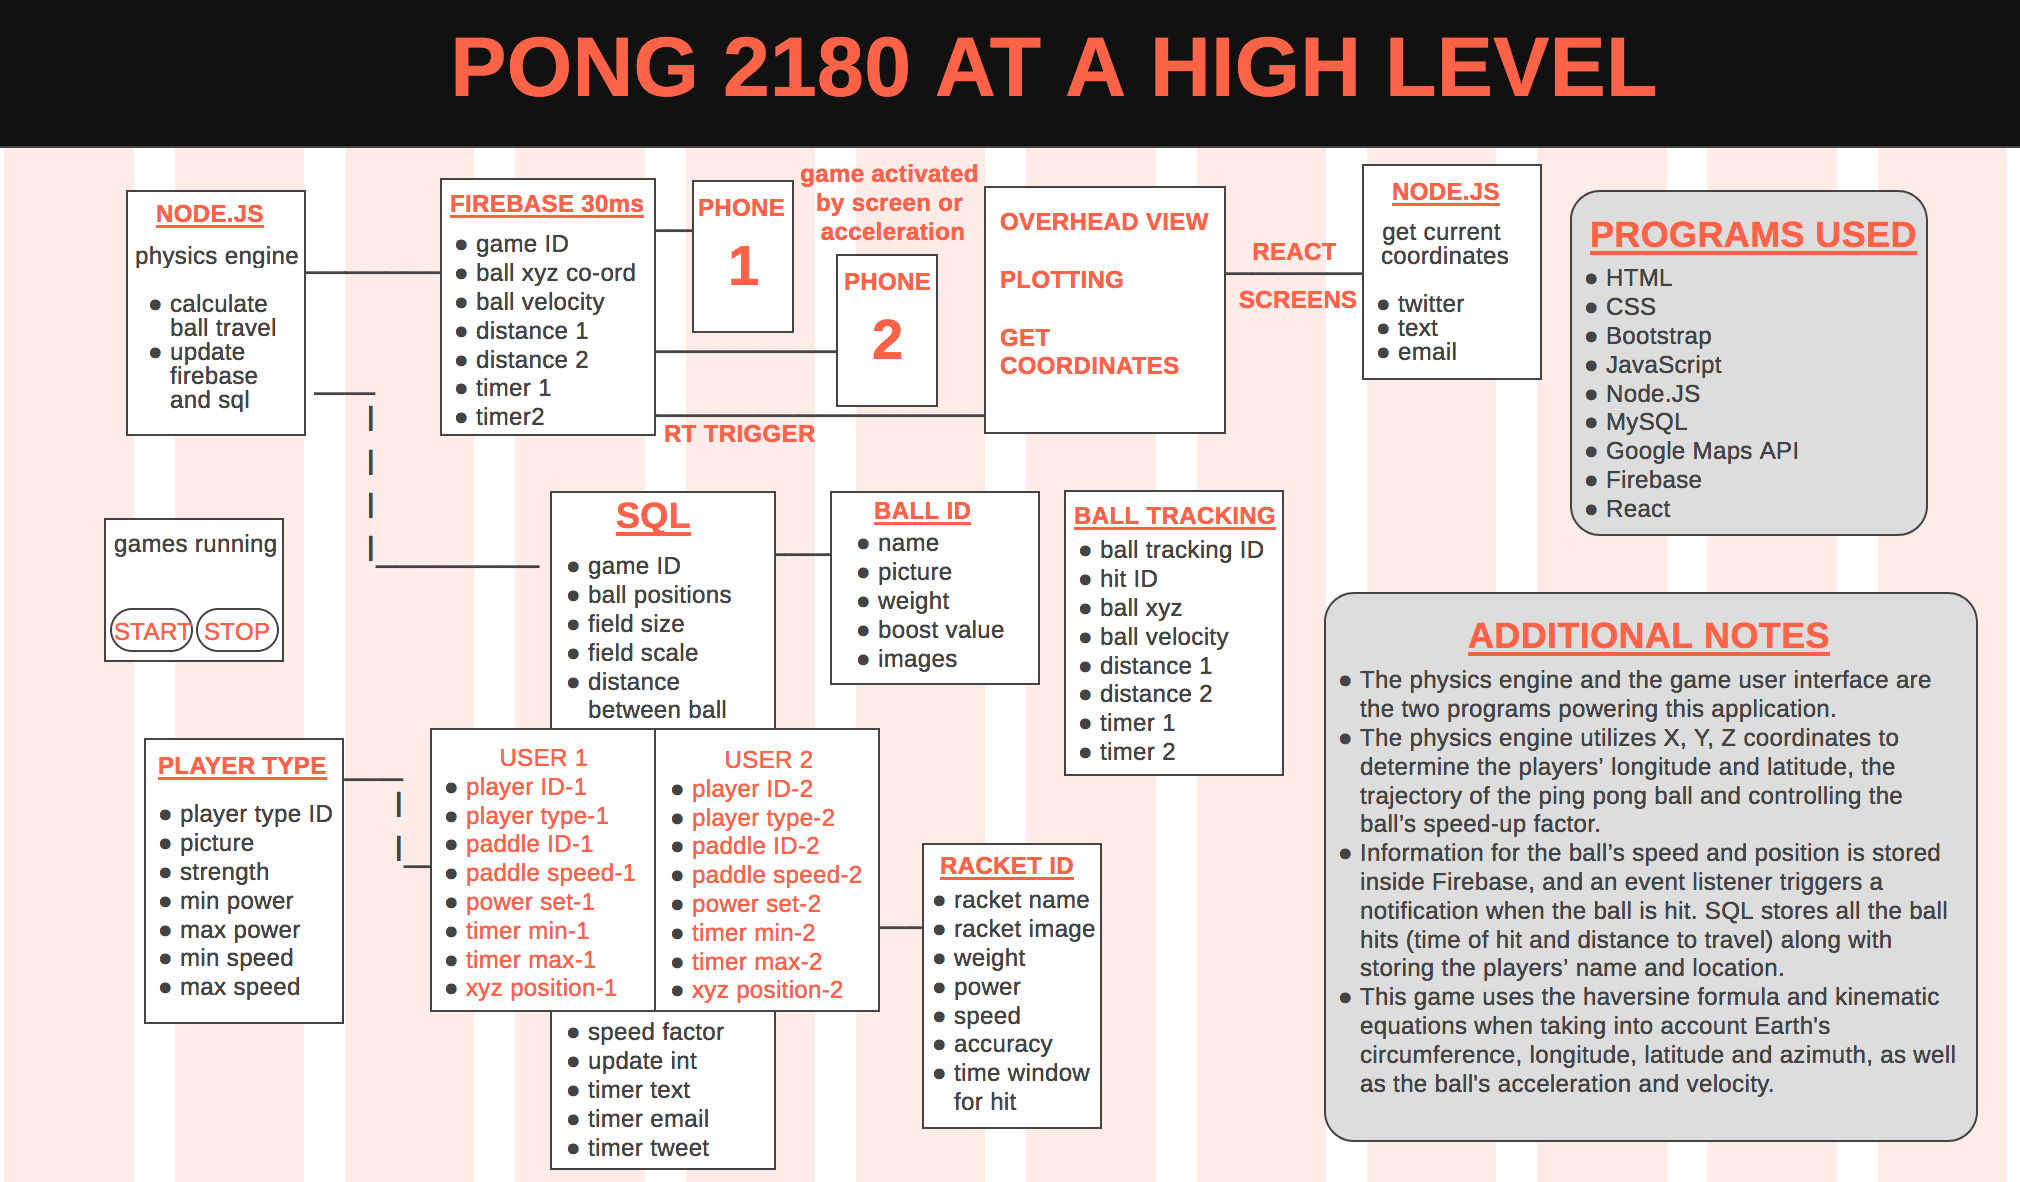 PONG 2180 AT A HIGH LEVEL
NODE.JS
physics engine
● calculate
ball travel
● update
firebase
and sql
FIREBASE 30ms
● game ID
● ball xyz co-ord
● ball velocity
● distance 1
● distance 2
● timer 1
● timer2
PHONE
1
game activated
by screen or
acceleration
PHONE
2
RT TRIGGER
OVERHEAD VIEW
PLOTTING
GET
COORDINATES
REACT
SCREENS
NODE.JS
get current
coordinates
● twitter
● text
● email
PROGRAMS USED
● HTML
● CSS
● Bootstrap
● JavaScript
● Node.JS
● MySQL
● Google Maps API
● Firebase
● React
games running
START
STOP
SQL
● game ID
● ball positions
● field size
● field scale
● distance
between ball
USER 1
● player ID-1
● player type-1
● paddle ID-1
● paddle speed-1
● power set-1
● timer min-1
● timer max-1
● xyz position-1
USER 2
● player ID-2
● player type-2
● paddle ID-2
● paddle speed-2
● power set-2
● timer min-2
● timer max-2
● xyz position-2
● speed factor
● update int
● timer text
● timer email
● timer tweet
BALL ID
● name
● picture
● weight
● boost value
● images
BALL TRACKING
● ball tracking ID
● hit ID
● ball xyz
● ball velocity
● distance 1
● distance 2
● timer 1
● timer 2
PLAYER TYPE
● player type ID
● picture
● strength
● min power
● max power
● min speed
● max speed
RACKET ID
● racket name
● racket image
● weight
● power
● speed
● accuracy
● time window
for hit
ADDITIONAL NOTES
● The physics engine and the game user interface are
the two programs powering this application.
● The physics engine utilizes X, Y, Z coordinates to
determine the players’ longitude and latitude, the
trajectory of the ping pong ball and controlling the
ball’s speed-up factor.
● Information for the ball’s speed and position is stored
inside Firebase, and an event listener triggers a
notification when the ball is hit. SQL stores all the ball
hits (time of hit and distance to travel) along with
storing the players’ name and location.
● This game uses the haversine formula and kinematic
equations when taking into account Earth's
circumference, longitude, latitude and azimuth, as well
as the ball's acceleration and velocity.